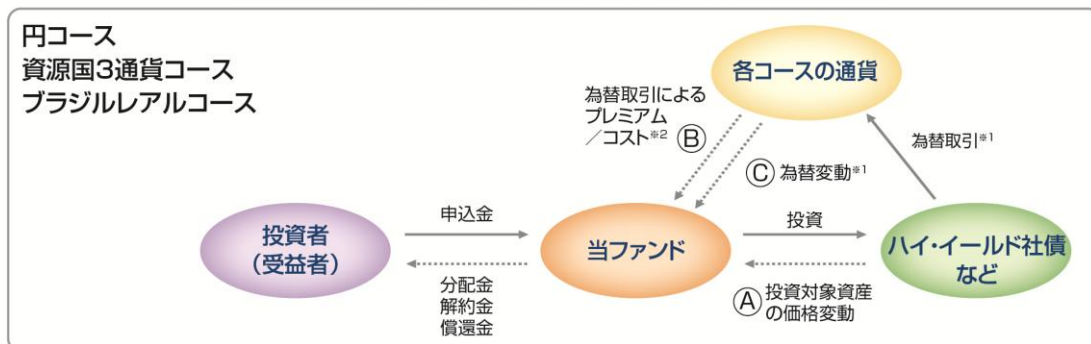 円コース
資源国3通貨コース
ブラジルレアルコース
各コースの通貨
為替取引による
プレミアム
／コスト※2 Ⓑ
為替取引※1
Ⓒ 為替変動※1
投資者
（受益者）
申込金
分配金
解約金
償還金
当ファンド
投資
Ⓐ 投資対象資産
の価格変動
ハイ・イールド社債
など